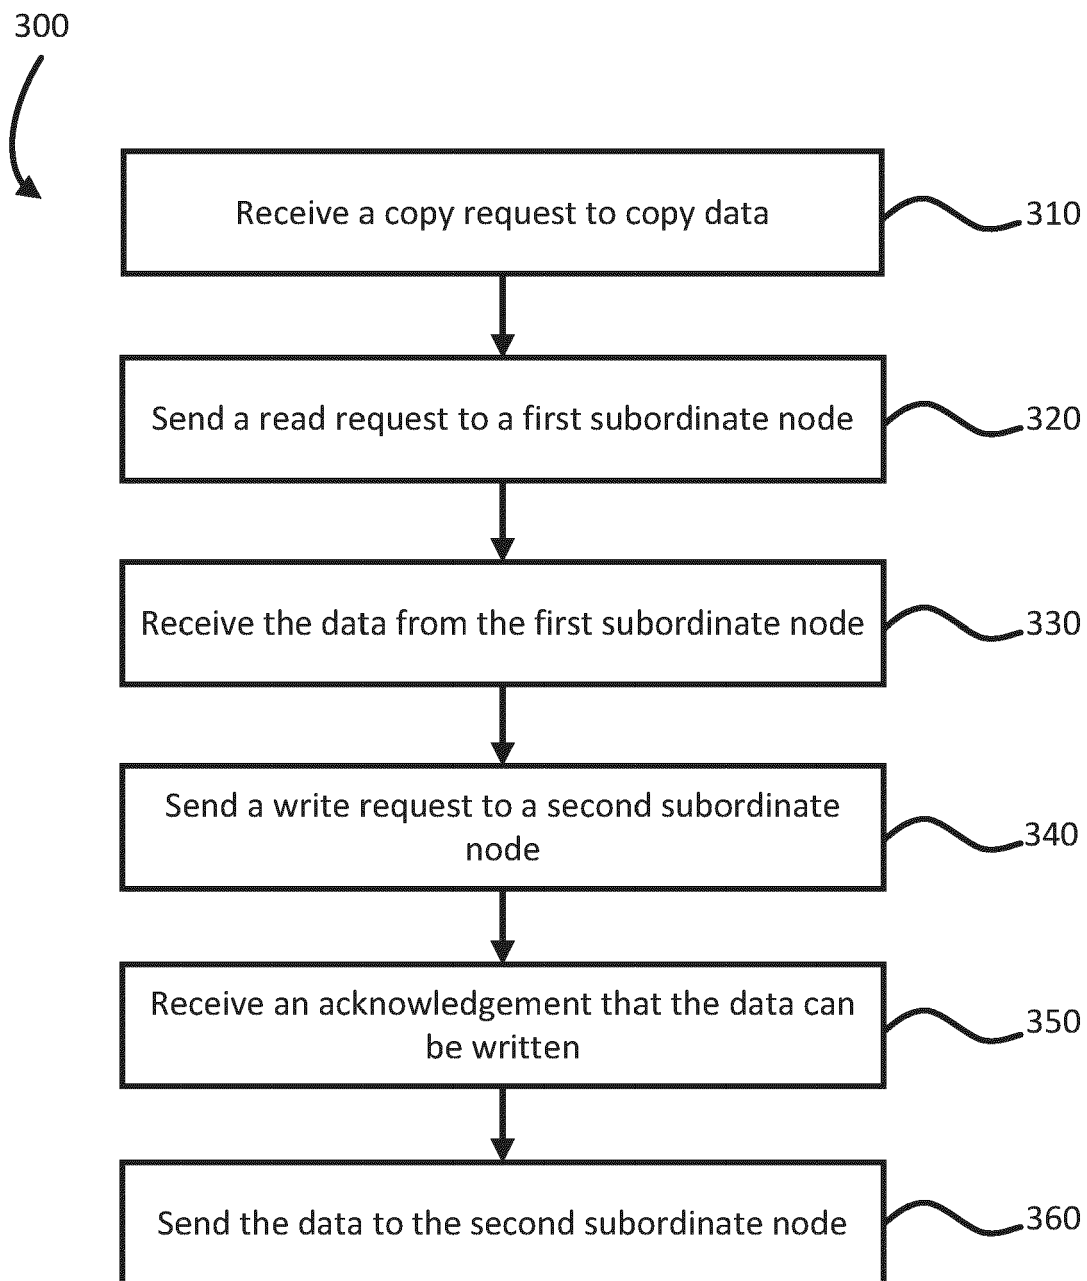 300
Receive a copy request to copy data
310
Send a read request to a first subordinate node
320
Receive the data from the first subordinate node
330
Send a write request to a second subordinate
node
340
Receive an acknowledgement that the data can
be written
350
Send the data to the second subordinate node
360